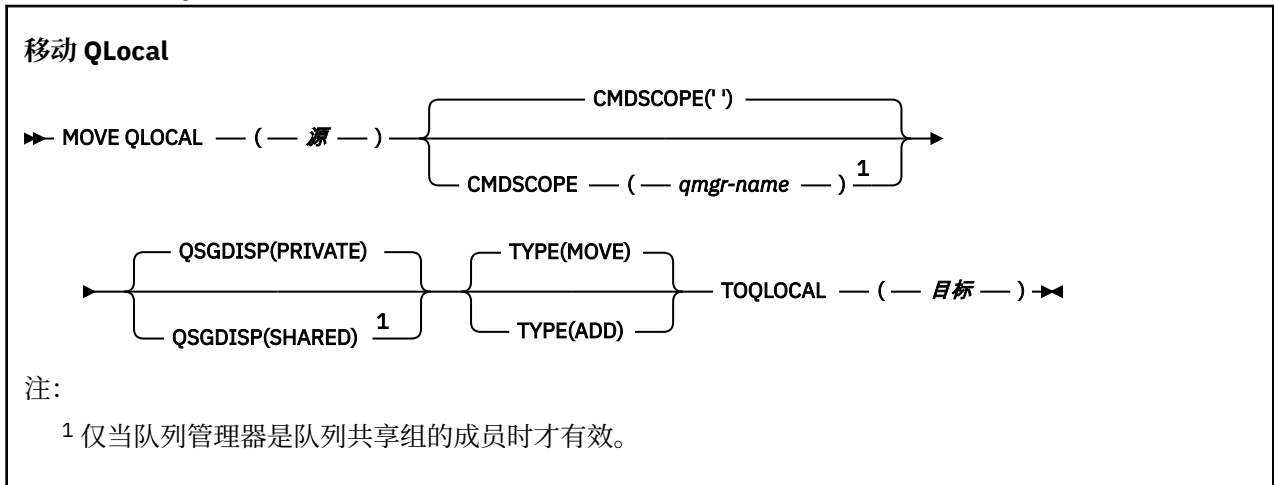 移动 QLocal
CMDSCOPE(' ')
MOVE QLOCAL ( 源 )
CMDSCOPE ( qmgr-name ) 1
QSGDISP(PRIVATE) TYPE(MOVE)
TOQLOCAL ( 目标 )
QSGDISP(SHARED) 1 TYPE(ADD)
注：
1 仅当队列管理器是队列共享组的成员时才有效。